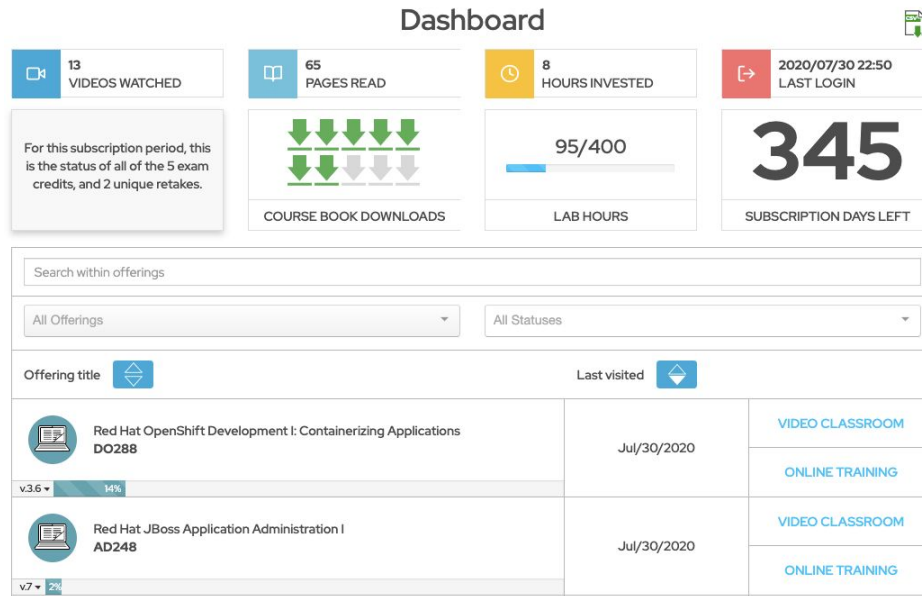 Dashboard
CSV
13
VIDEOS WATCHED
65
PAGES READ
8
HOURS INVESTED
2020/07/30 22:50
LAST LOGIN
For this subscription period, this
is the status of all of the 5 exam
credits, and 2 unique retakes.
COURSE BOOK DOWNLOADS
95/400
LAB HOURS
345
SUBSCRIPTION DAYS LEFT
Search within offerings
All Offerings
All Statuses
Offering title
Last visited
Red Hat OpenShift Development I: Containerizing Applications
DO288
v.3.6
14%
Jul/30/2020
VIDEO CLASSROOM
ONLINE TRAINING
Red Hat JBoss Application Administration I
AD248
v.7
2%
Jul/30/2020
VIDEO CLASSROOM
ONLINE TRAINING